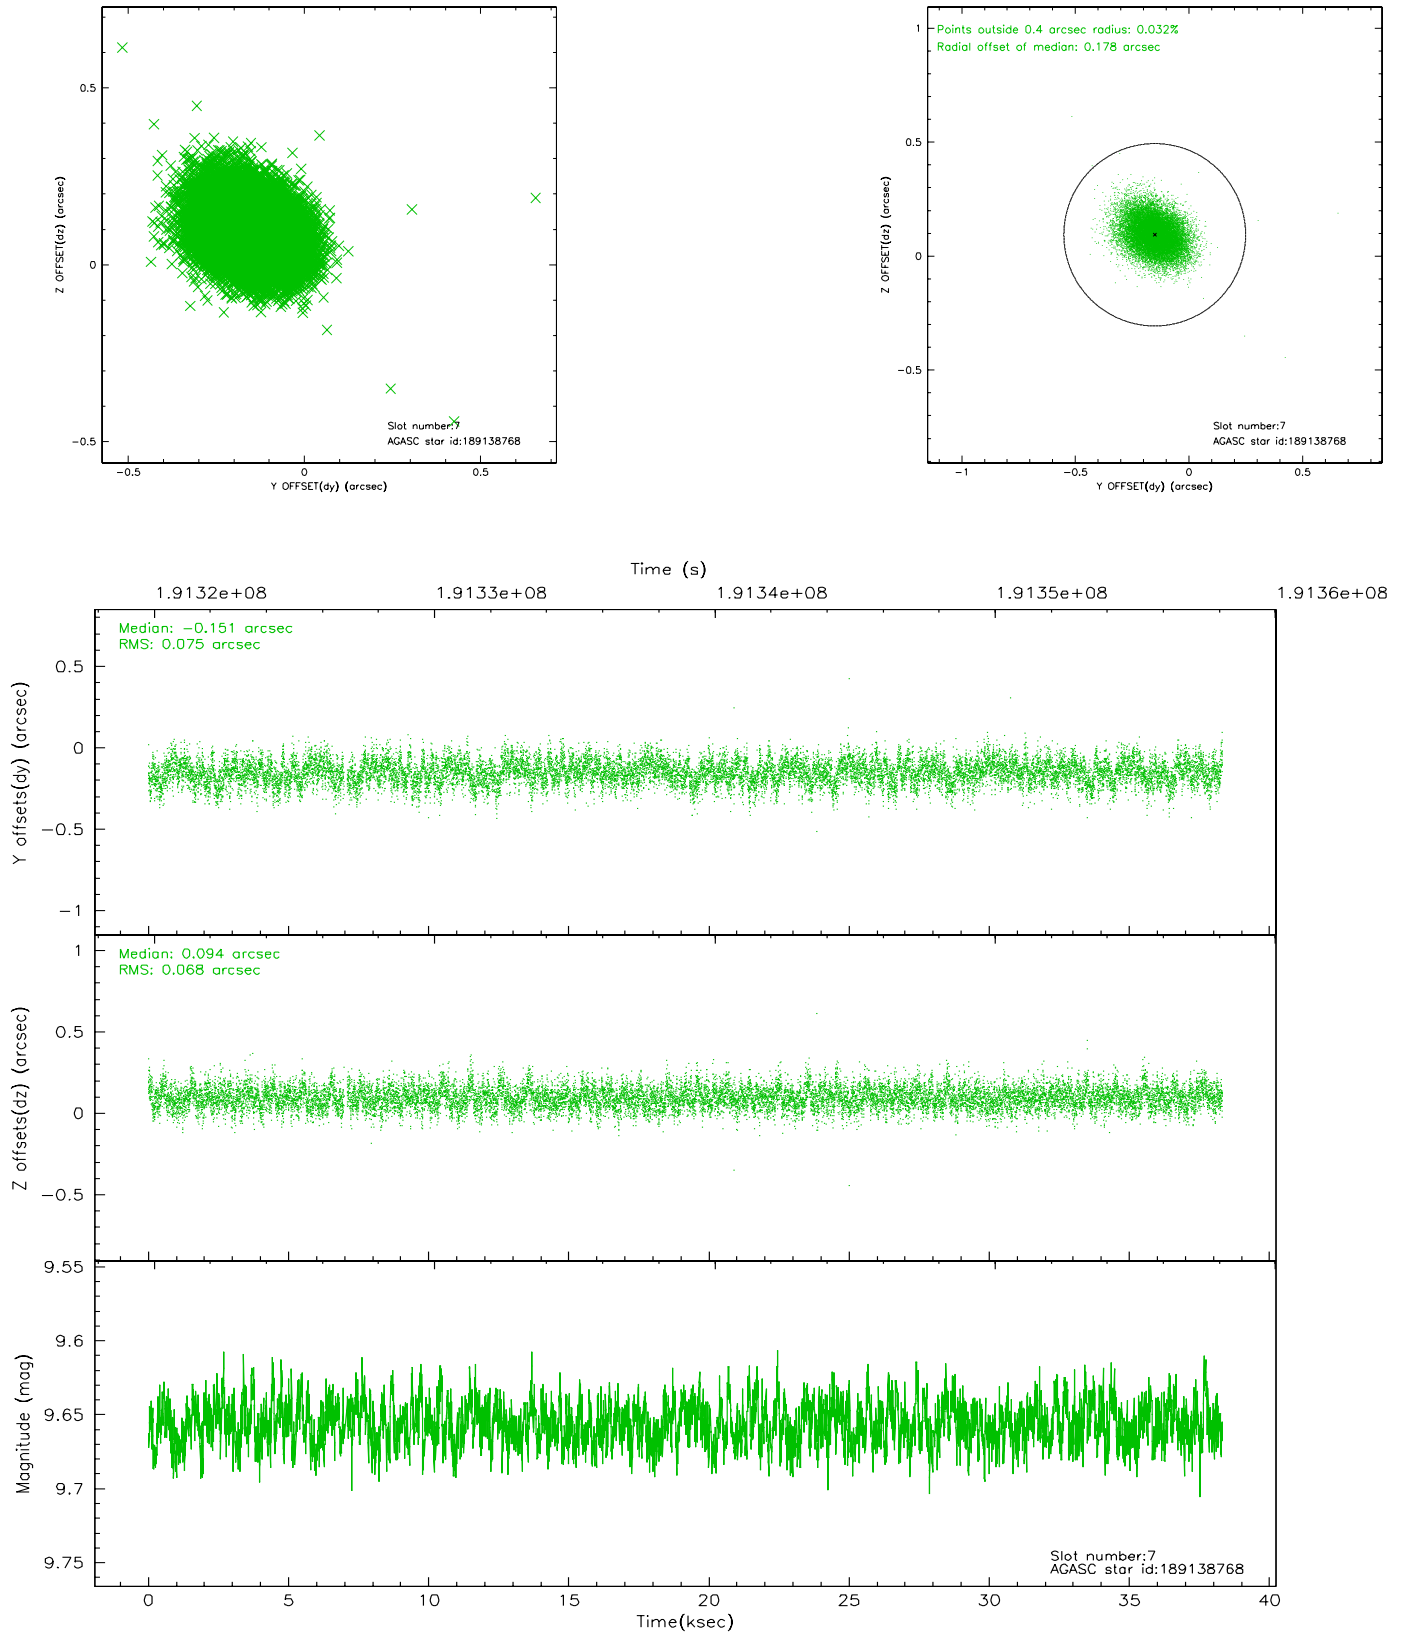 0.5
0
-0.5
-0.5
0
0.5
Z OFFSET(dz) (arcsec)
Y OFFSET(dy) (arcsec)
Slot number:7
AGASC star id:189138768
Points outside 0.4 arcsec radius: 0.032%
Radial offset of median: 0.178 arcsec
1
0.5
0
-0.5
-1
-0.5
0
0.5
Z OFFSET(dz) (arcsec)
Y OFFSET(dy) (arcsec)
Slot number:7
AGASC star id:189138768
Time (s)
1.9132e+08
1.9133e+08
1.9134e+08
1.9135e+08
1.9136e+08
Median: -0.151 arcsec
RMS: 0.075 arcsec
0.5
0
-0.5
-1
Y offsets(dy) (arcsec)
Median: 0.094 arcsec
RMS: 0.068 arcsec
1
0.5
0
-0.5
Z offsets(dz) (arcsec)
9.55
9.6
9.65
9.7
9.75
Magnitude (mag)
Slot number:7
AGASC star id:189138768
0
5
10
15
20
25
30
35
40
Time(ksec)